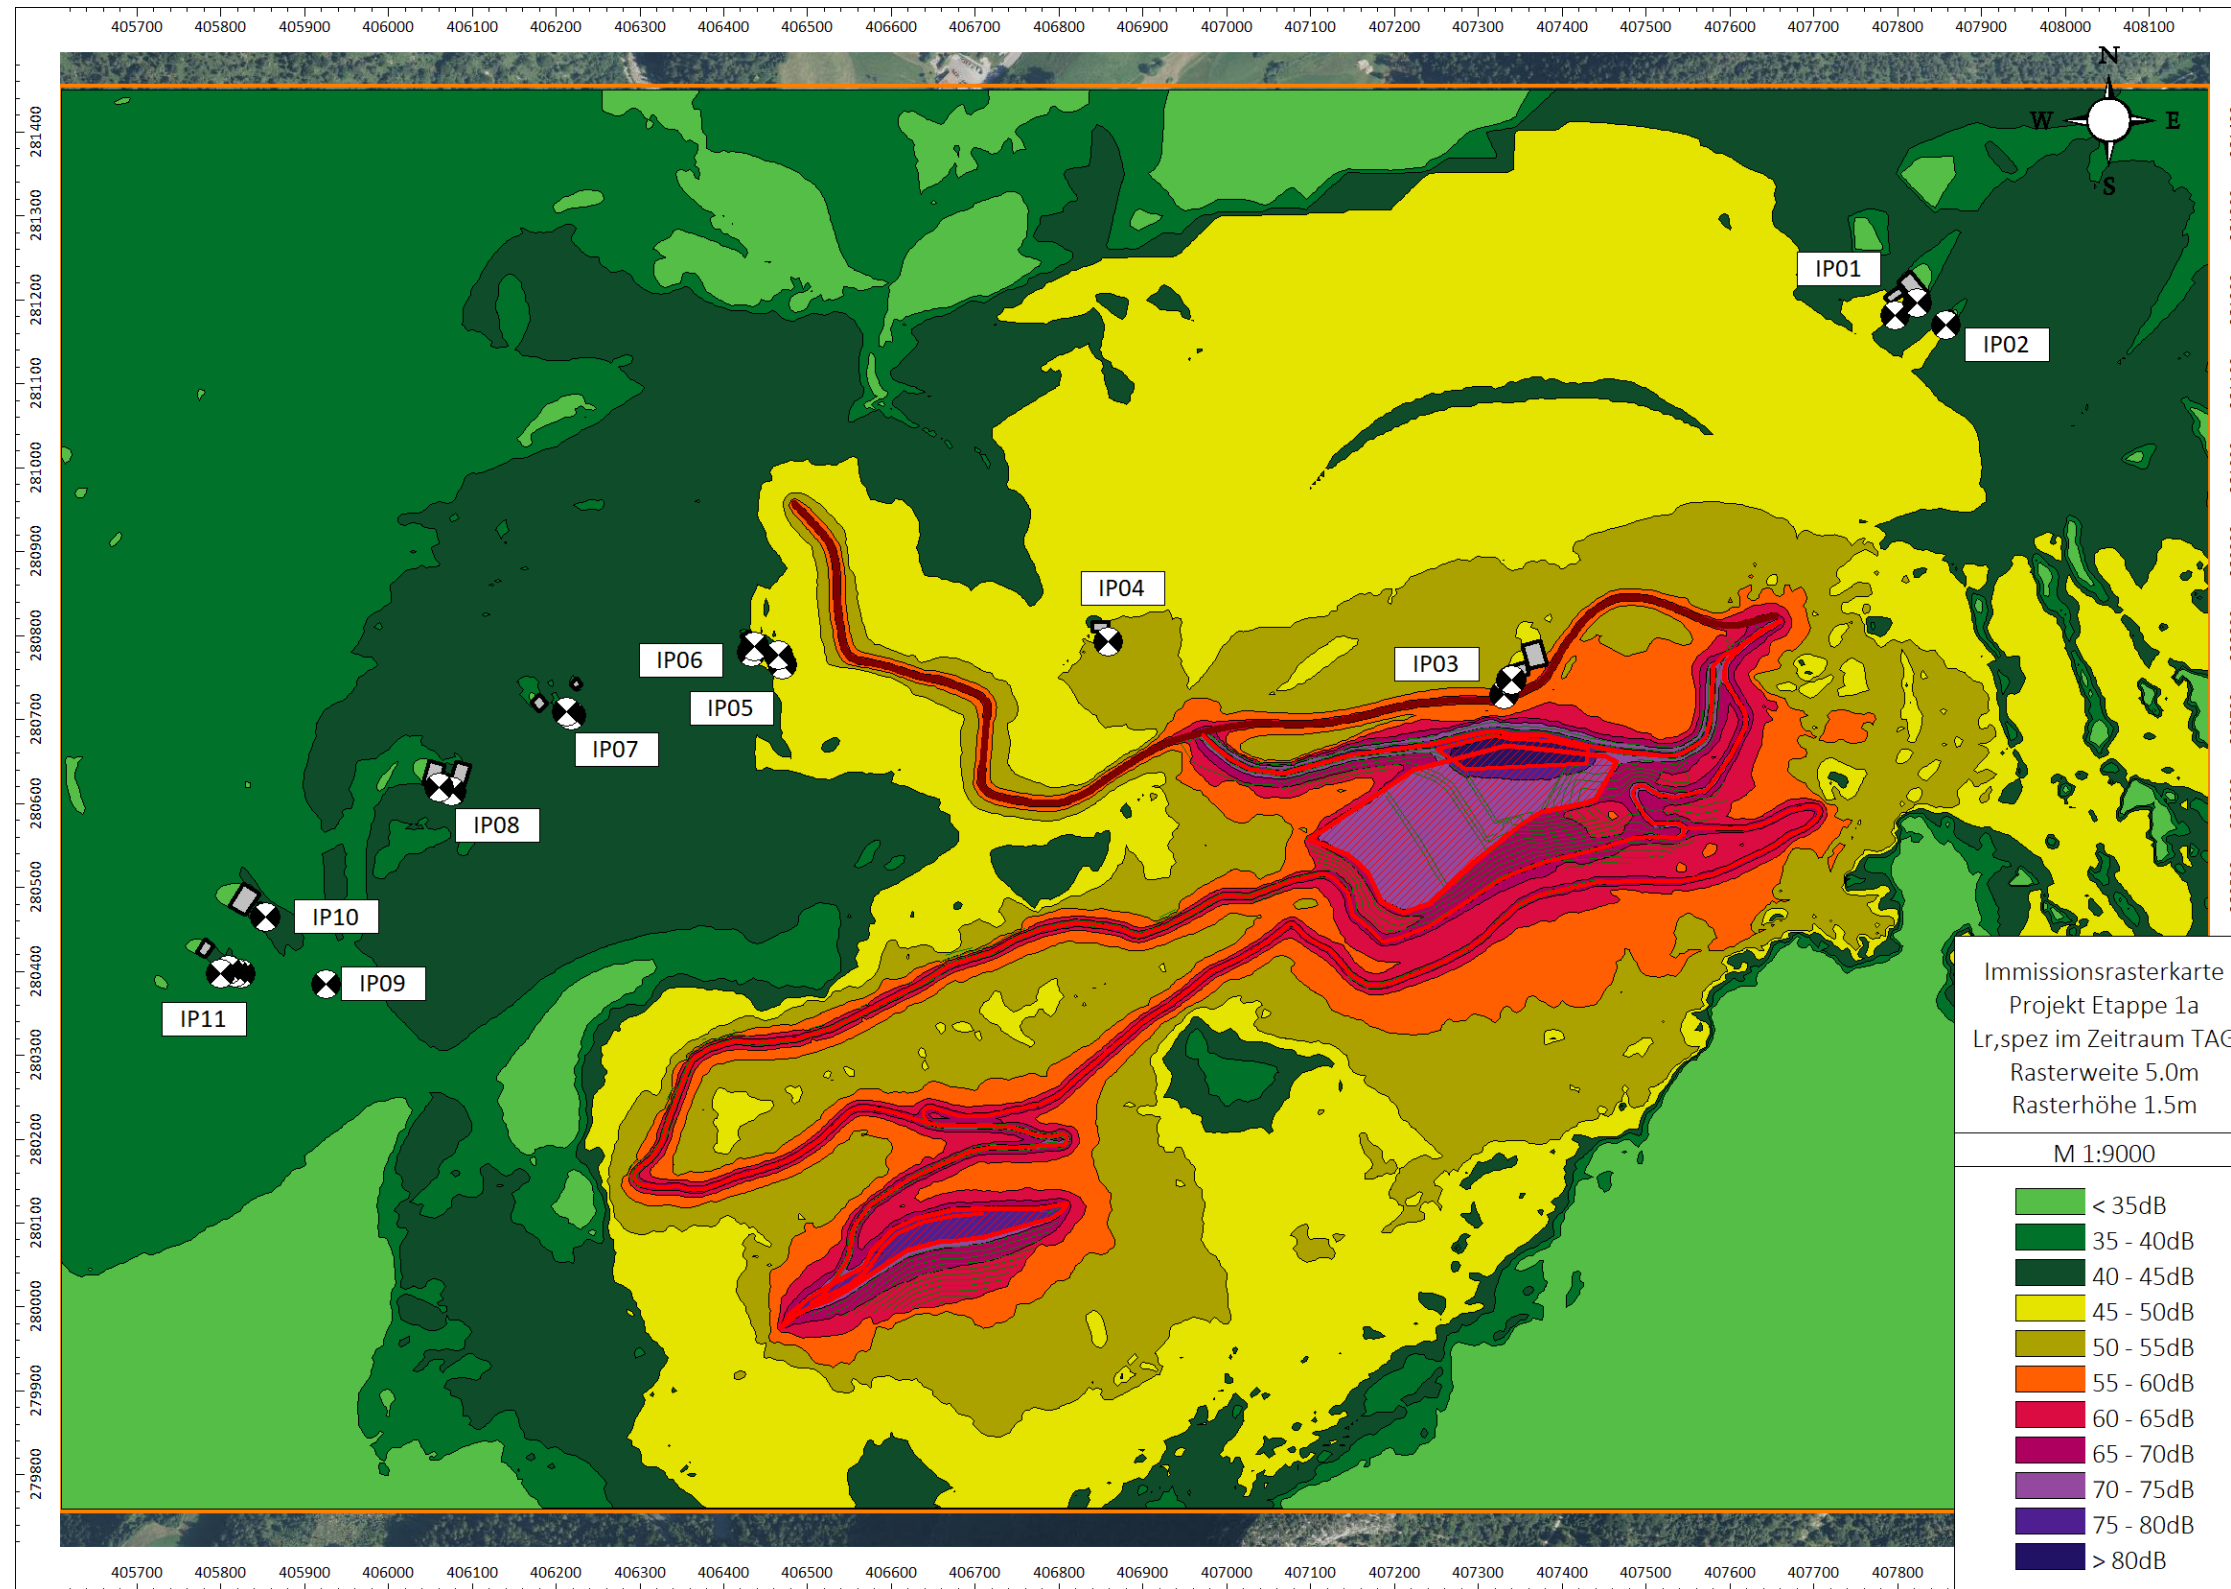 405700 405800 405900 406000 406100 406200 406300 406400 406500 406600 406700 406800 406900 407000 407100 407200 407300 407400 407500 407600 407700 407800 407900 408000 408100
N
W E
S
281400
281300
281200
281100
281000
280900
280800
280700
280600
280500
280400
280300
280200
280100
280000
279900
279800
IP01
IP02
IP04
IP03
IP06
IP05
IP07
IP08
IP10
IP09
IP11
Immissionsrasterkarte
Projekt Etappe 1a
Lr,spez im Zeitraum TAG
Rasterweite 5.0m
Rasterhöhe 1.5m
M 1:9000
< 35dB
35 - 40dB
40 - 45dB
45 - 50dB
50 - 55dB
55 - 60dB
60 - 65dB
65 - 70dB
70 - 75dB
75 - 80dB
> 80dB
405700 405800 405900 406000 406100 406200 406300 406400 406500 406600 406700 406800 406900 407000 407100 407200 407300 407400 407500 407600 407700 407800